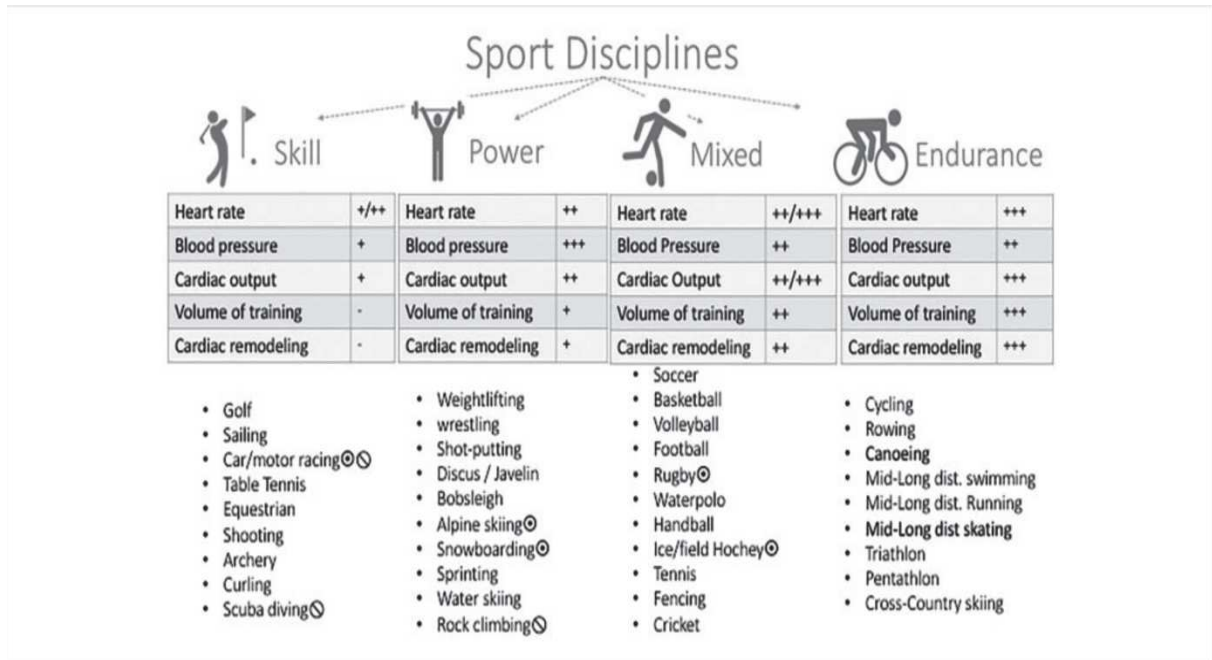 Sport Disciplines
Skill
Heart rate +/++
Blood pressure +
Cardiac output +
Volume of training -
Cardiac remodeling -
• Golf
• Sailing
• Car/motor racing⊙⦸
• Table Tennis
• Equestrian
• Shooting
• Archery
• Curling
• Scuba diving⦸
Power
Heart rate ++
Blood pressure +++
Cardiac output ++
Volume of training +
Cardiac remodeling +
• Weightlifting
• wrestling
• Shot-putting
• Discus / Javelin
• Bobsleigh
• Alpine skiing⊙
• Snowboarding⊙
• Sprinting
• Water skiing
• Rock climbing⦸
Mixed
Heart rate ++/+++
Blood Pressure ++
Cardiac Output ++/+++
Volume of training ++
Cardiac remodeling ++
• Soccer
• Basketball
• Volleyball
• Football
• Rugby⊙
• Waterpolo
• Handball
• Ice/field Hochey⊙
• Tennis
• Fencing
• Cricket
Endurance
Heart rate +++
Blood Pressure ++
Cardiac output +++
Volume of training +++
Cardiac remodeling +++
• Cycling
• Rowing
• Canoeing
• Mid-Long dist. swimming
• Mid-Long dist. Running
• Mid-Long dist skating
• Triathlon
• Pentathlon
• Cross-Country skiing